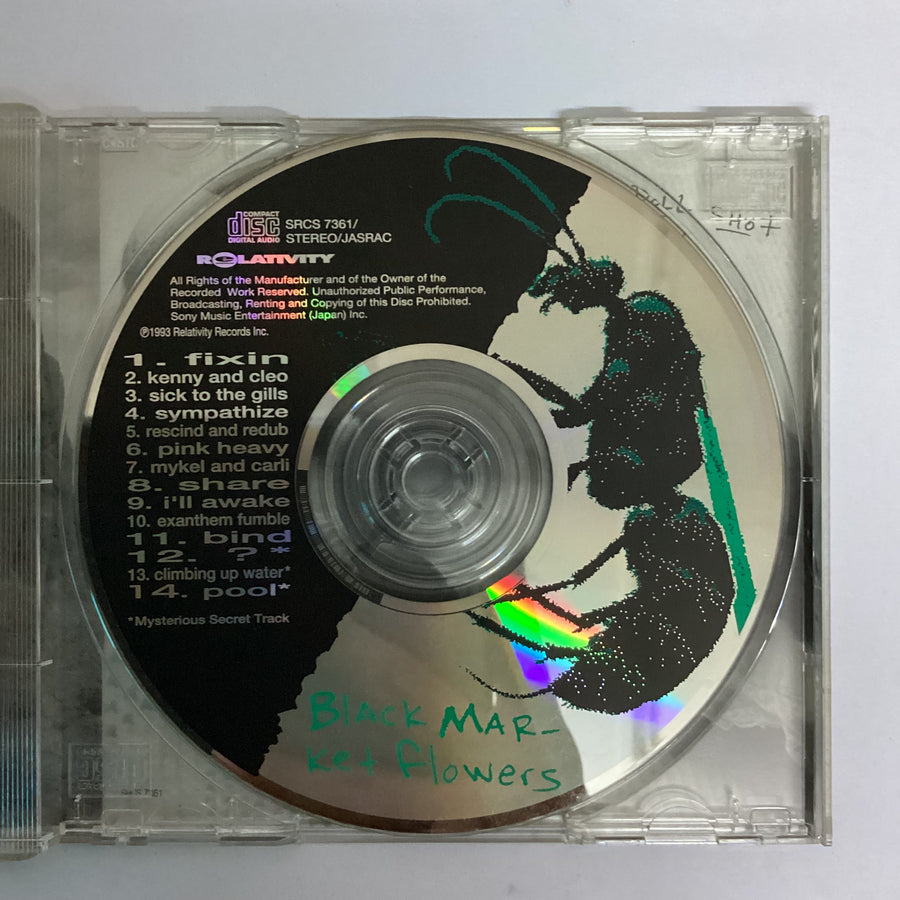 COMPACT
disc
DIGITAL AUDIO
SRCS 7361/
STEREO/JASRAC
RELATIVITY
All Rights of the Manufacturer and of the Owner of the
Recorded Work Reserved. Unauthorized Public Performance,
Broadcasting, Renting and Copying of this Disc Prohibited.
Sony Music Entertainment (Japan) Inc.
℗1993 Relativity Records Inc.
1. fixin
2. kenny and cleo
3. sick to the gills
4. sympathize
5. rescind and redub
6. pink heavy
7. mykel and carli
8. share
9. i'll awake
10. exanthem fumble
11. bind
12. ?*
13. climbing up water*
14. pool*
*Mysterious Secret Track
Black MAR-
ket flowers
SHOT